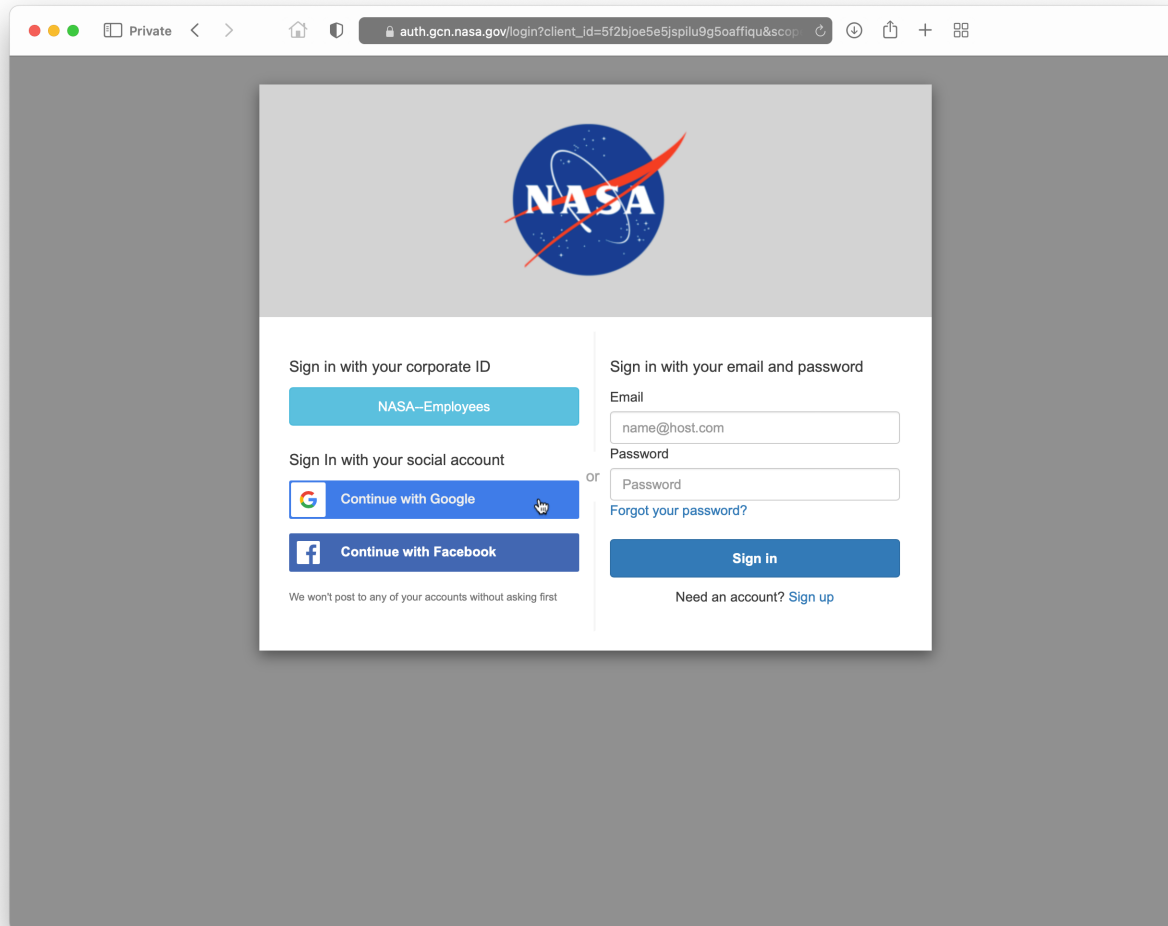 Private
auth.gcn.nasa.gov/login?client_id=5f2bjoe5e5jspilu9g5oaffiqu&scop
NASA
Sign in with your corporate ID
NASA--Employees
Sign In with your social account
Continue with Google
Continue with Facebook
We won't post to any of your accounts without asking first
or
Sign in with your email and password
Email
name@host.com
Password
Password
Forgot your password?
Sign in
Need an account? Sign up